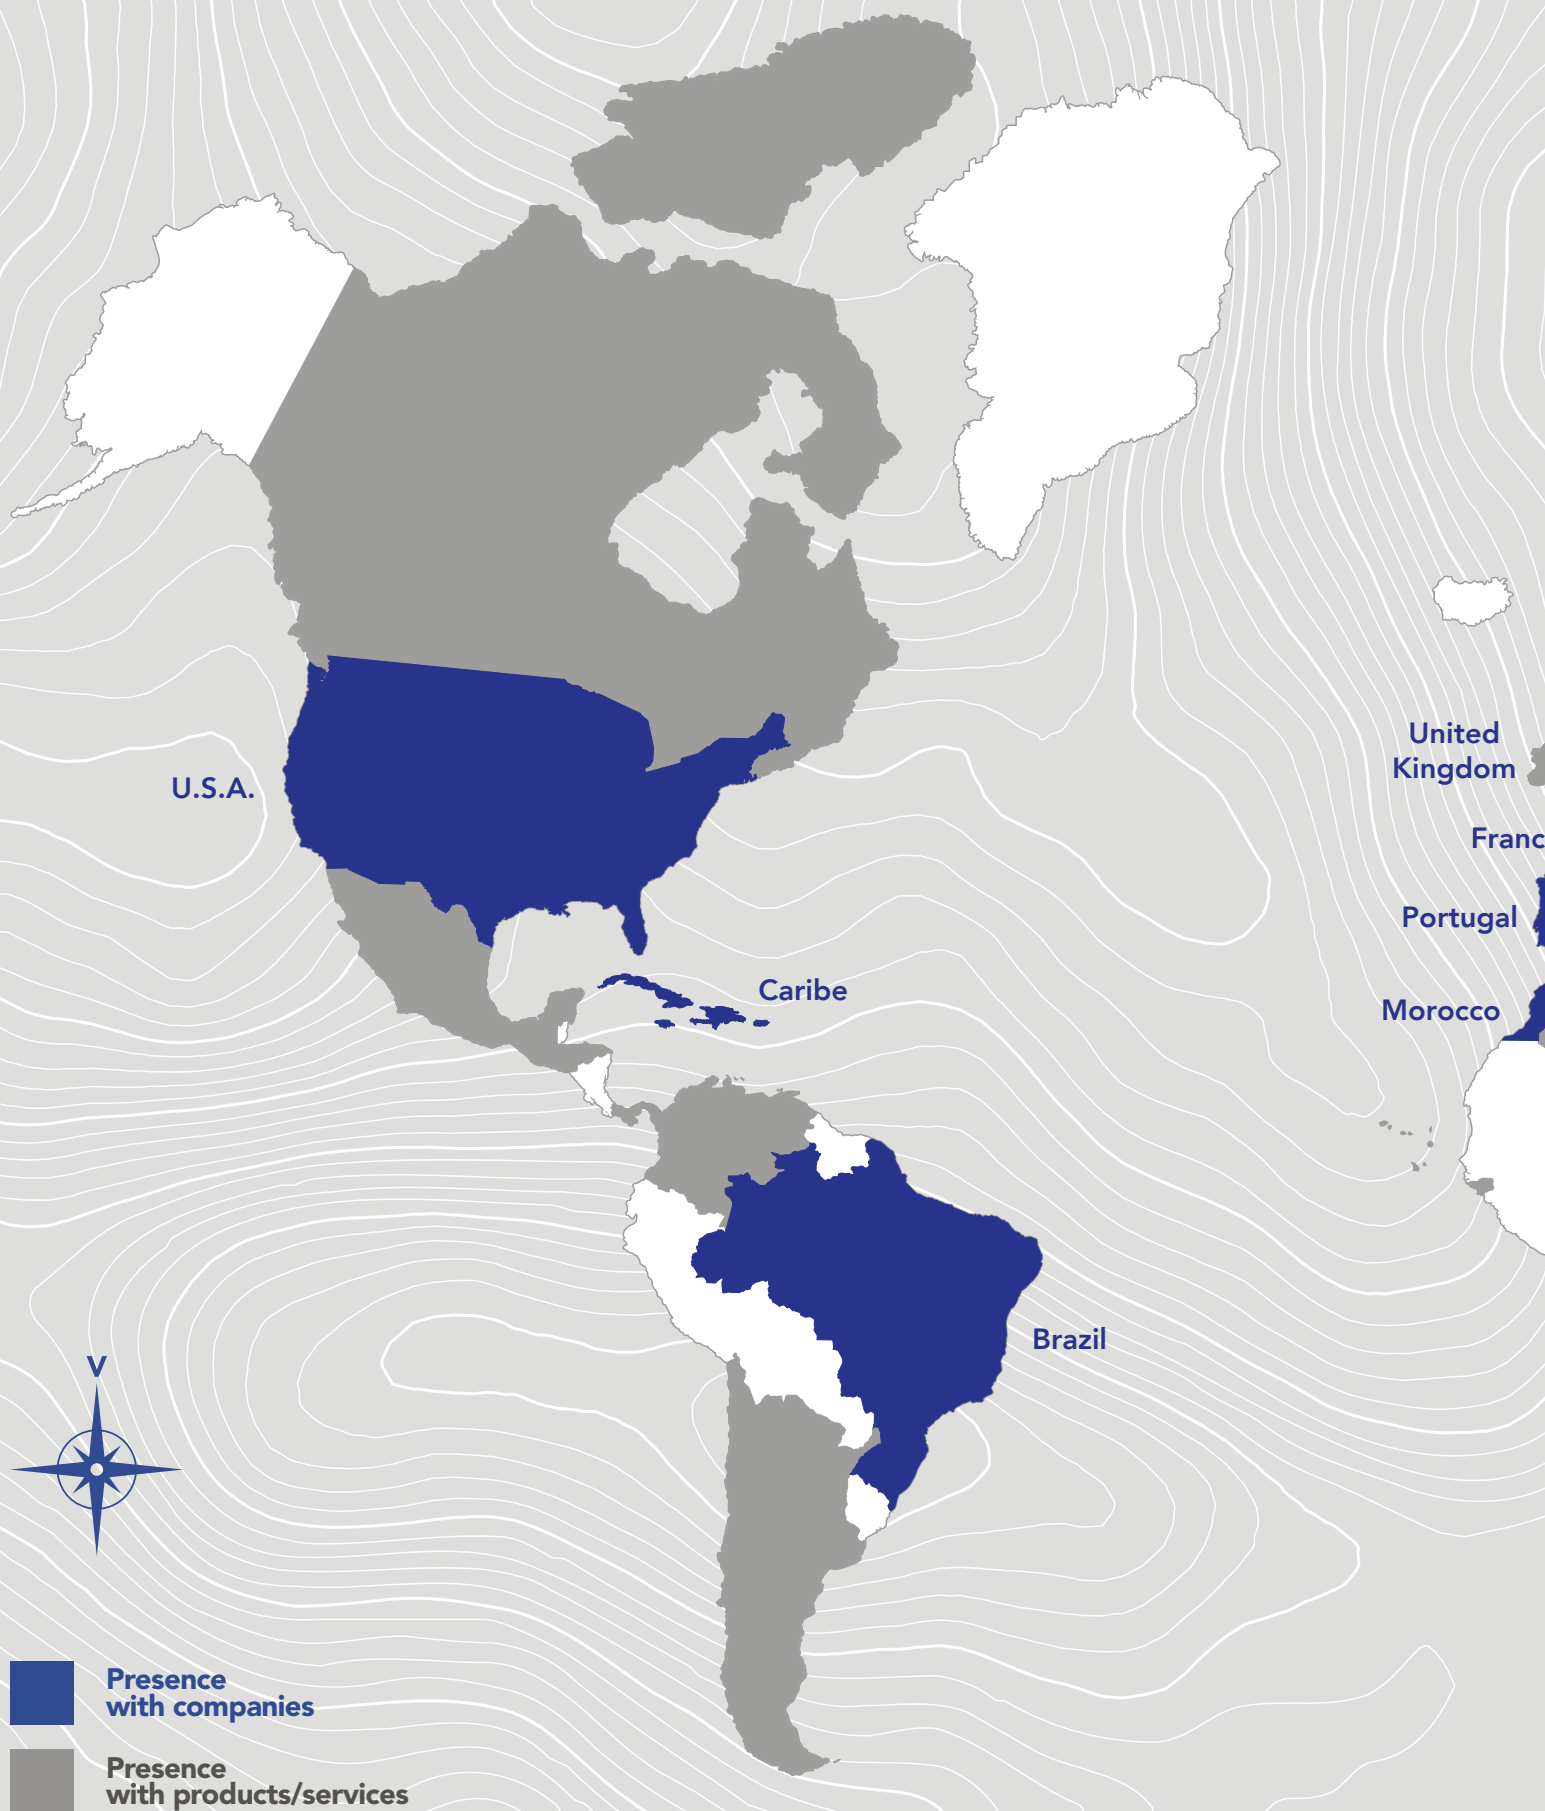 United
Kingdom
U.S.A.
Franc
Portugal
Caribe
Morocco
Brazil
V
Presence
with companies
Presence
with products/services